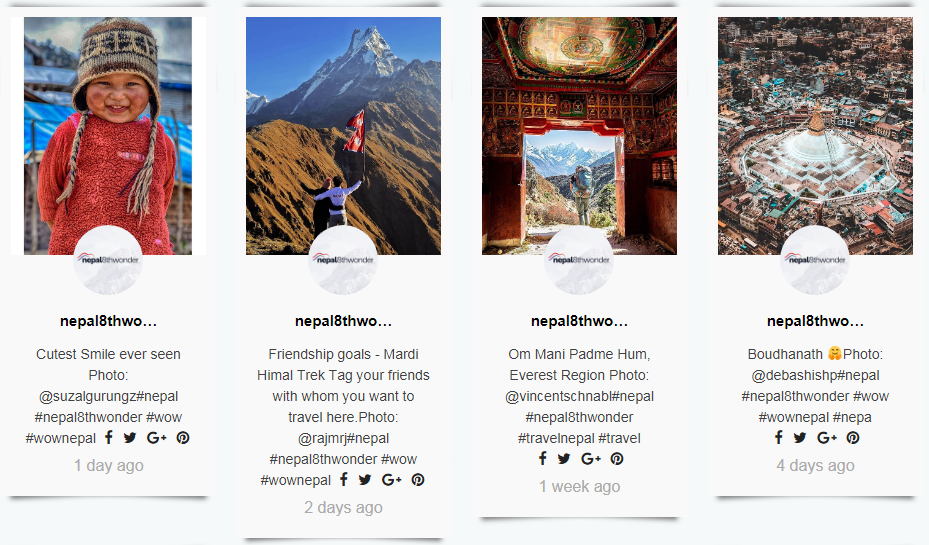 nepal8thwonder
nepal8thwo...
Cutest Smile ever seen
Photo:
@suzalgurungz#nepal
#nepal8thwonder #wow
#wownepal
1 day ago
nepal8thwonder
nepal8thwo...
Friendship goals - Mardi
Himal Trek Tag your friends
with whom you want to
travel here.Photo:
@rajmrj#nepal
#nepal8thwonder #wow
#wownepal G+
2 days ago
nepal8thwonder
nepal8thwo...
Om Mani Padme Hum,
Everest Region Photo:
@vincentschnabl#nepal
#nepal8thwonder
#travelnepal #travel
G+
1 week ago
nepal8thwonder
nepal8thwo...
Boudhanath 🤗Photo:
@debashishp#nepal
#nepal8thwonder #wow
#wownepal #nepa
G+
4 days ago